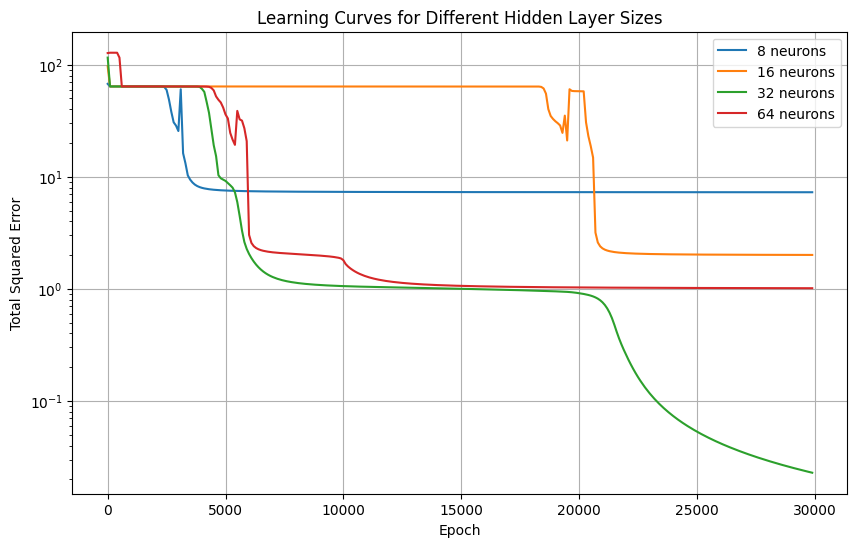 Learning Curves for Different Hidden Layer Sizes
8 neurons
16 neurons
32 neurons
64 neurons
Total Squared Error
10²
10¹
10⁰
10⁻¹
0 5000 10000 15000 20000 25000 30000
Epoch